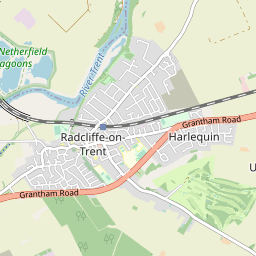 Netherfield
Lagoons
River Trent
Grantham Road
Radcliffe-on-
Trent
Harlequin
U
Grantham Road